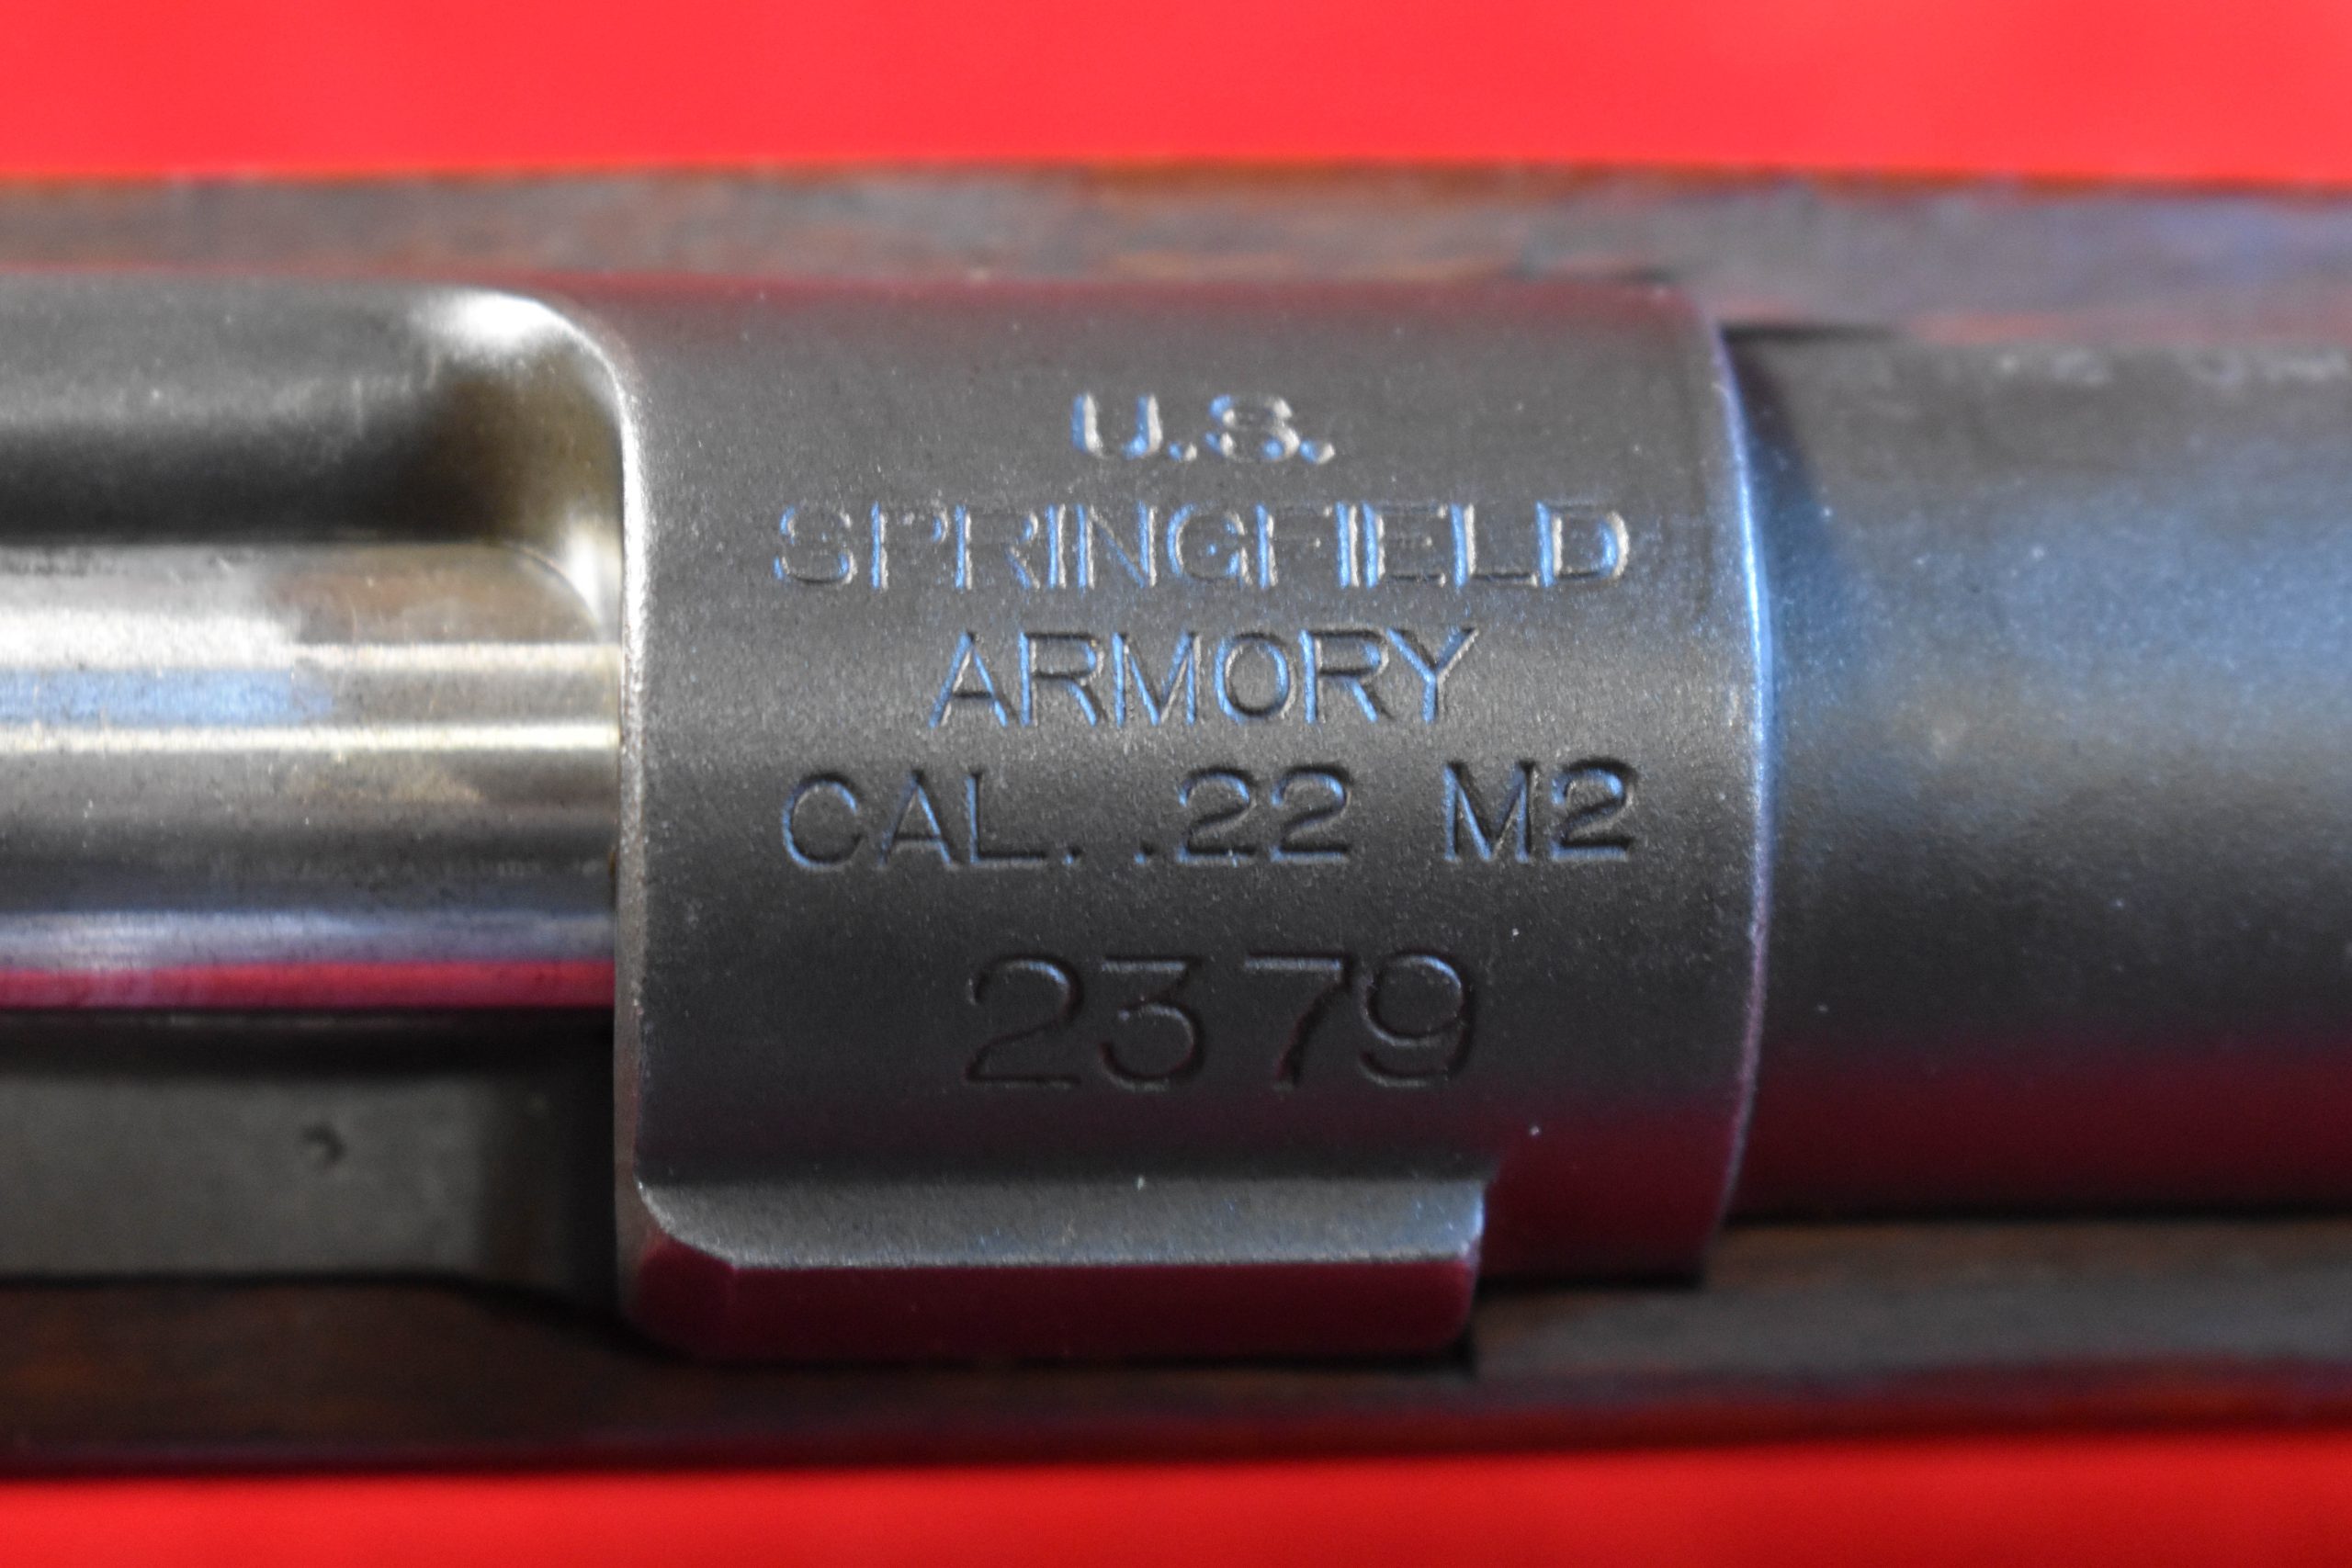 U.S.
SPRINGFIELD
ARMORY
CAL. .22 M2
2379